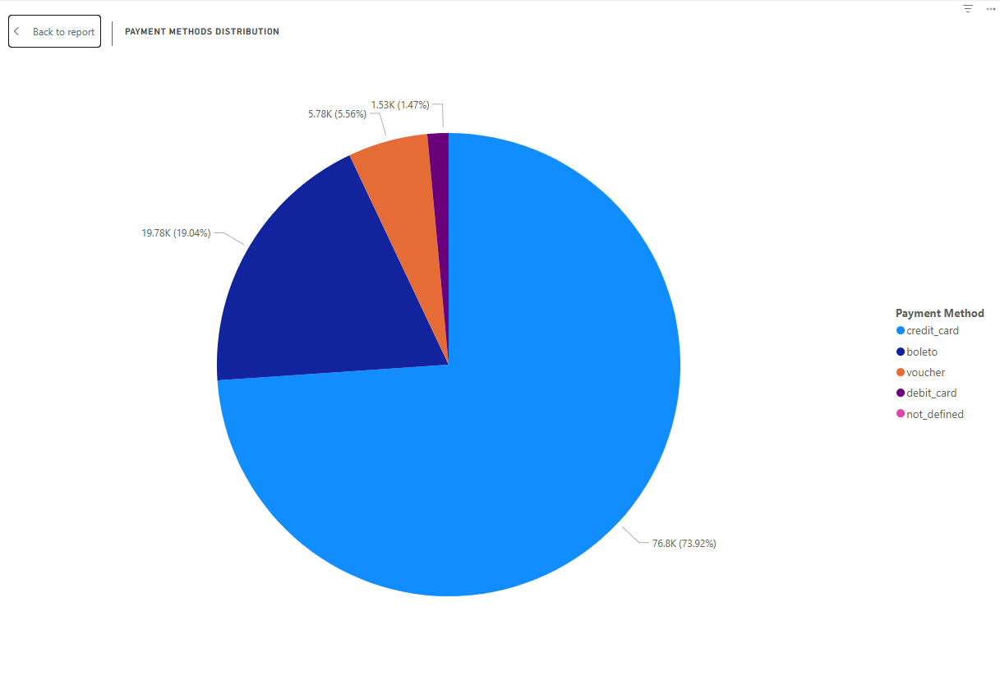 Back to report
PAYMENT METHODS DISTRIBUTION
1.53K (1.47%)
5.78K (5.56%)
19.78K (19.04%)
76.8K (73.92%)
Payment Method
credit_card
boleto
voucher
debit_card
not_defined